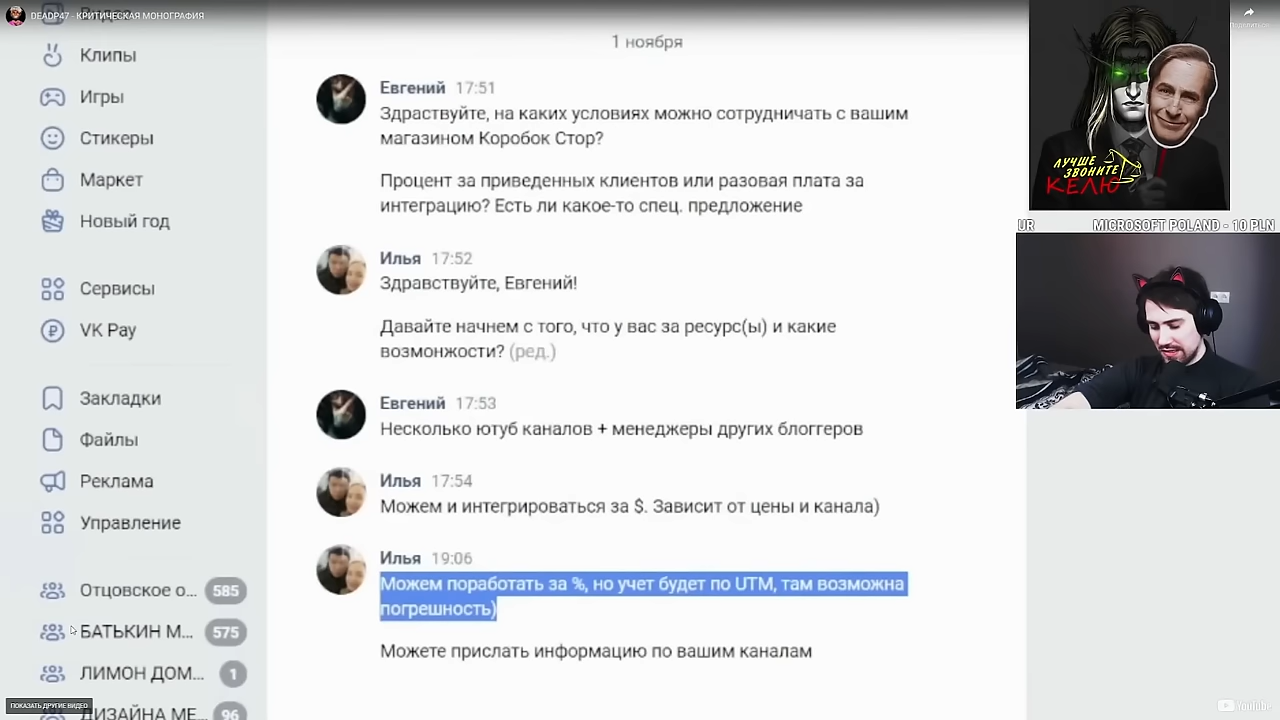 DEADP47 - КРИТИЧЕСКАЯ МОНОГРАФИЯ
Поделиться
Клипы
Игры
Стикеры
Маркет
Новый год
Сервисы
VK Pay
Закладки
Файлы
Реклама
Управление
Отцовское о... 585
БАТЬКИН М... 575
ЛИМОН ДОМ... 1
ДИЗАЙНА МЕ... 96
ПОКАЗАТЬ ДРУГИЕ ВИДЕО
1 ноября
Евгений 17:51
Здраствуйте, на каких условиях можно сотрудничать с вашим
магазином Коробок Стор?
Процент за приведенных клиентов или разовая плата за
интеграцию? Есть ли какое-то спец. предложение
Илья 17:52
Здравствуйте, Евгений!
Давайте начнем с того, что у вас за ресурс(ы) и какие
возмонжости? (ред.)
Евгений 17:53
Несколько ютуб каналов + менеджеры других блоггеров
Илья 17:54
Можем и интегрироваться за $. Зависит от цены и канала)
Илья 19:06
Можем поработать за %, но учет будет по UTM, там возможна
погрешность)
Можете прислать информацию по вашим каналам
ЛУЧШЕ
ЗВОНИТЕ
КЕЛЮ
UR MICROSOFT POLAND - 10 PLN
YouTube